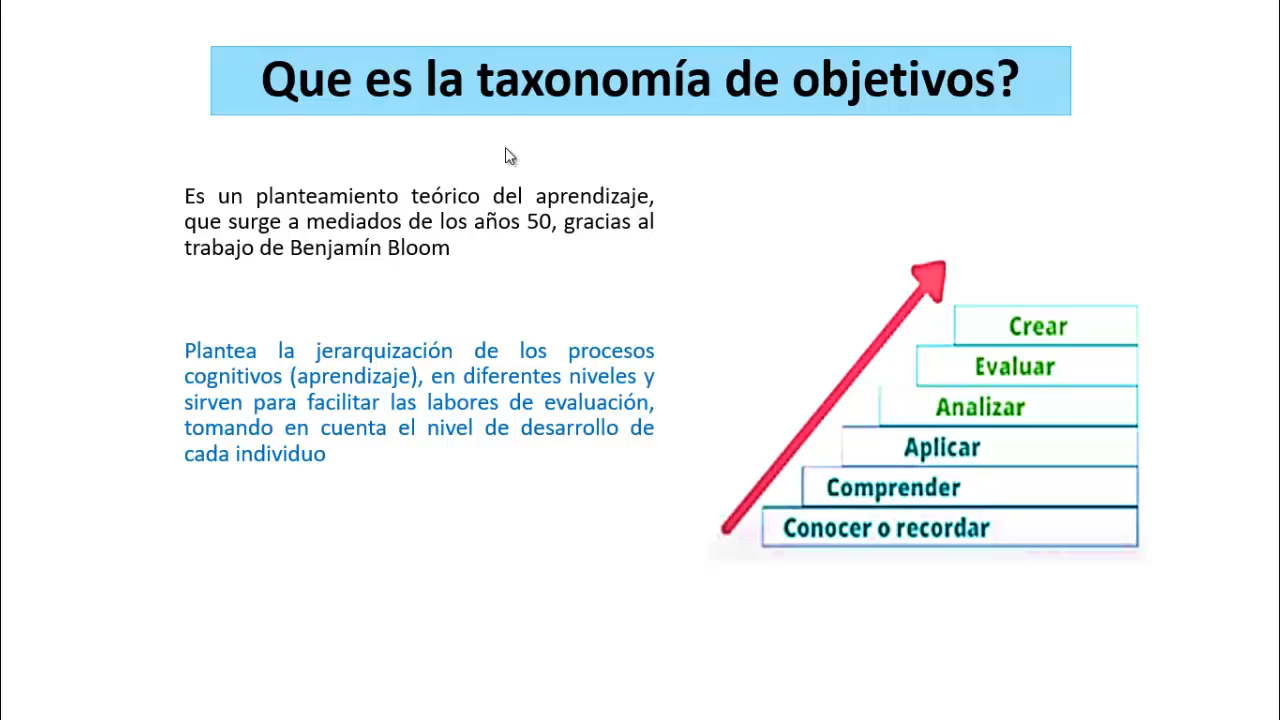 Que es la taxonomía de objetivos?
Es un planteamiento teórico del aprendizaje,
que surge a mediados de los años 50, gracias al
trabajo de Benjamín Bloom
Plantea la jerarquización de los procesos
cognitivos (aprendizaje), en diferentes niveles y
sirven para facilitar las labores de evaluación,
tomando en cuenta el nivel de desarrollo de
cada individuo
Crear
Evaluar
Analizar
Aplicar
Comprender
Conocer o recordar